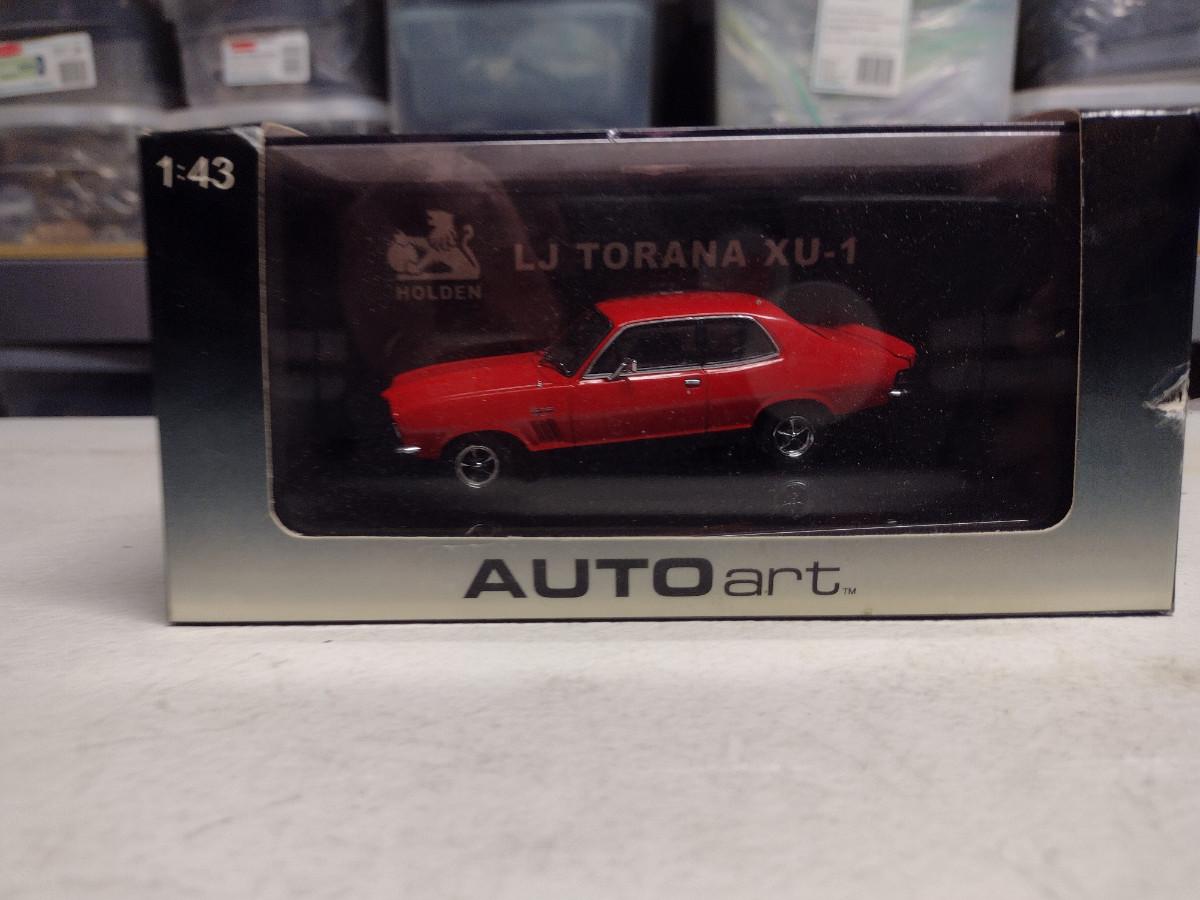 1:43
LJ TORANA XU-1
HOLDEN
AUTOart™